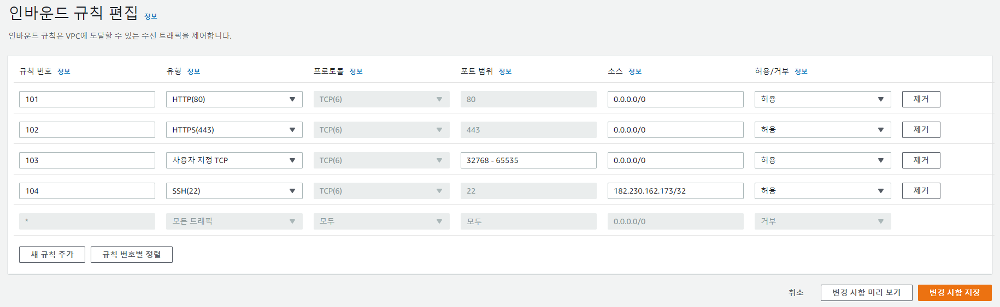 인바운드 규칙 편집 정보
인바운드 규칙은 VPC에 도달할 수 있는 수신 트래픽을 제어합니다.
규칙 번호 정보 유형 정보 프로토콜 정보 포트 범위 정보 소스 정보 허용/거부 정보
101 HTTP(80) TCP(6) 80 0.0.0.0/0 허용 제거
102 HTTPS(443) TCP(6) 443 0.0.0.0/0 허용 제거
103 사용자 지정 TCP TCP(6) 32768 - 65535 0.0.0.0/0 허용 제거
104 SSH(22) TCP(6) 22 182.230.162.173/32 허용 제거
* 모든 트래픽 모두 모두 0.0.0.0/0 거부
새 규칙 추가 규칙 번호별 정렬
취소 변경 사항 미리 보기 변경 사항 저장